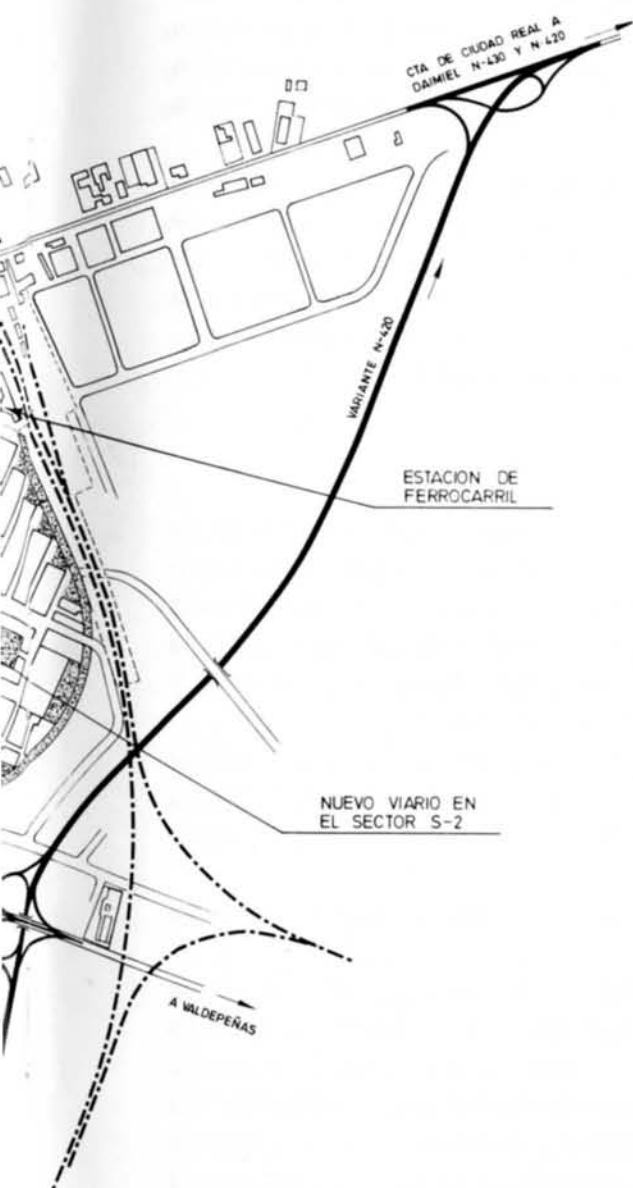 CTA DE CIUDAD REAL A
DAIMIEL N-430 Y N-420
VARIANTE N-420
ESTACION DE
FERROCARRIL
NUEVO VIARIO EN
EL SECTOR S-2
A VALDEPEÑAS